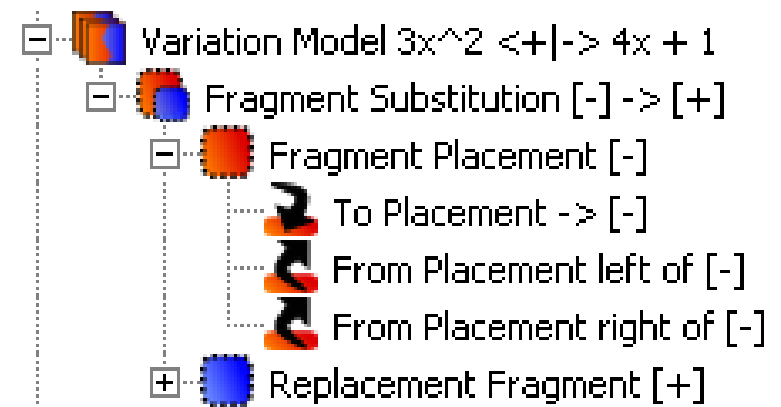 Variation Model 3x^2 <+|-> 4x + 1
Fragment Substitution [-] -> [+]
Fragment Placement [-]
To Placement -> [-]
From Placement left of [-]
From Placement right of [-]
Replacement Fragment [+]